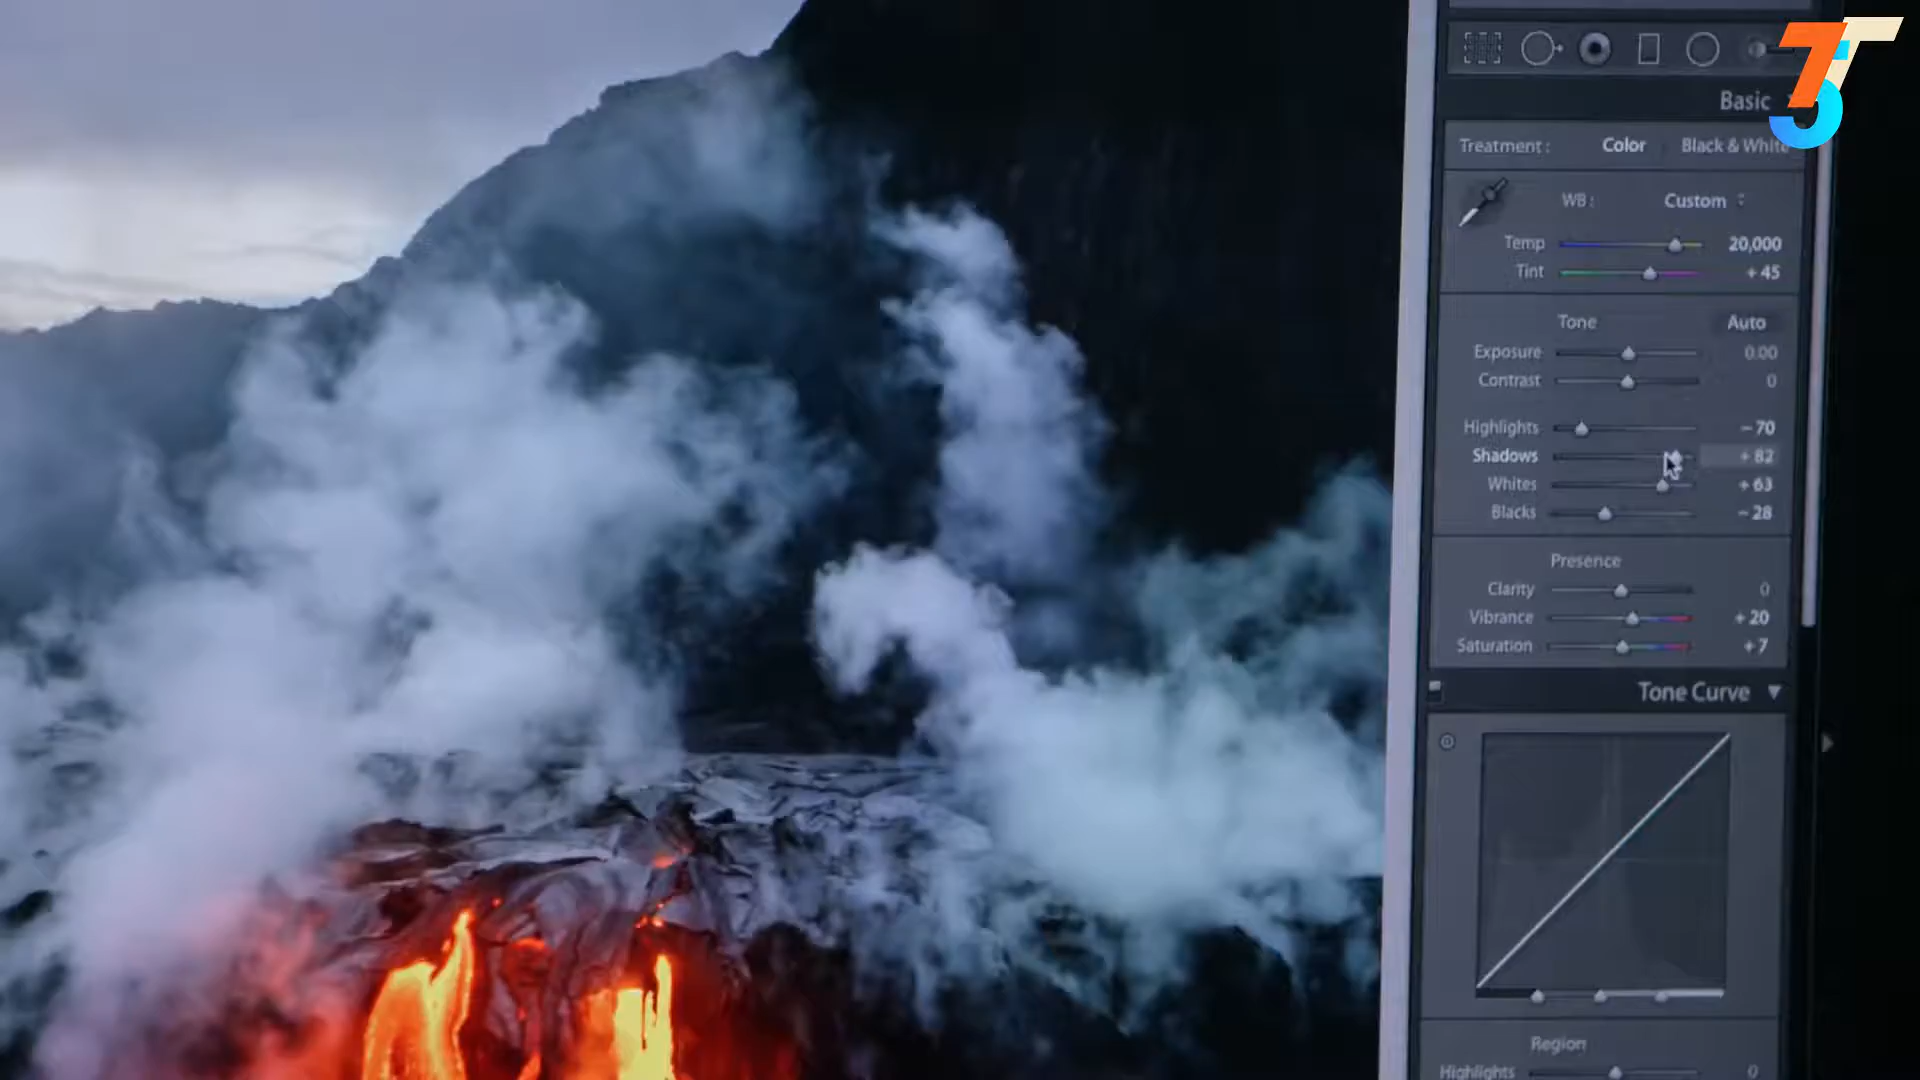 Basic
Treatment : Color Black & White
WB : Custom
Temp 20,000
Tint + 45
Tone Auto
Exposure 0.00
Contrast 0
Highlights − 70
Shadows + 82
Whites + 63
Blacks − 28
Presence
Clarity 0
Vibrance + 20
Saturation + 7
Tone Curve
Region
Highlights 0